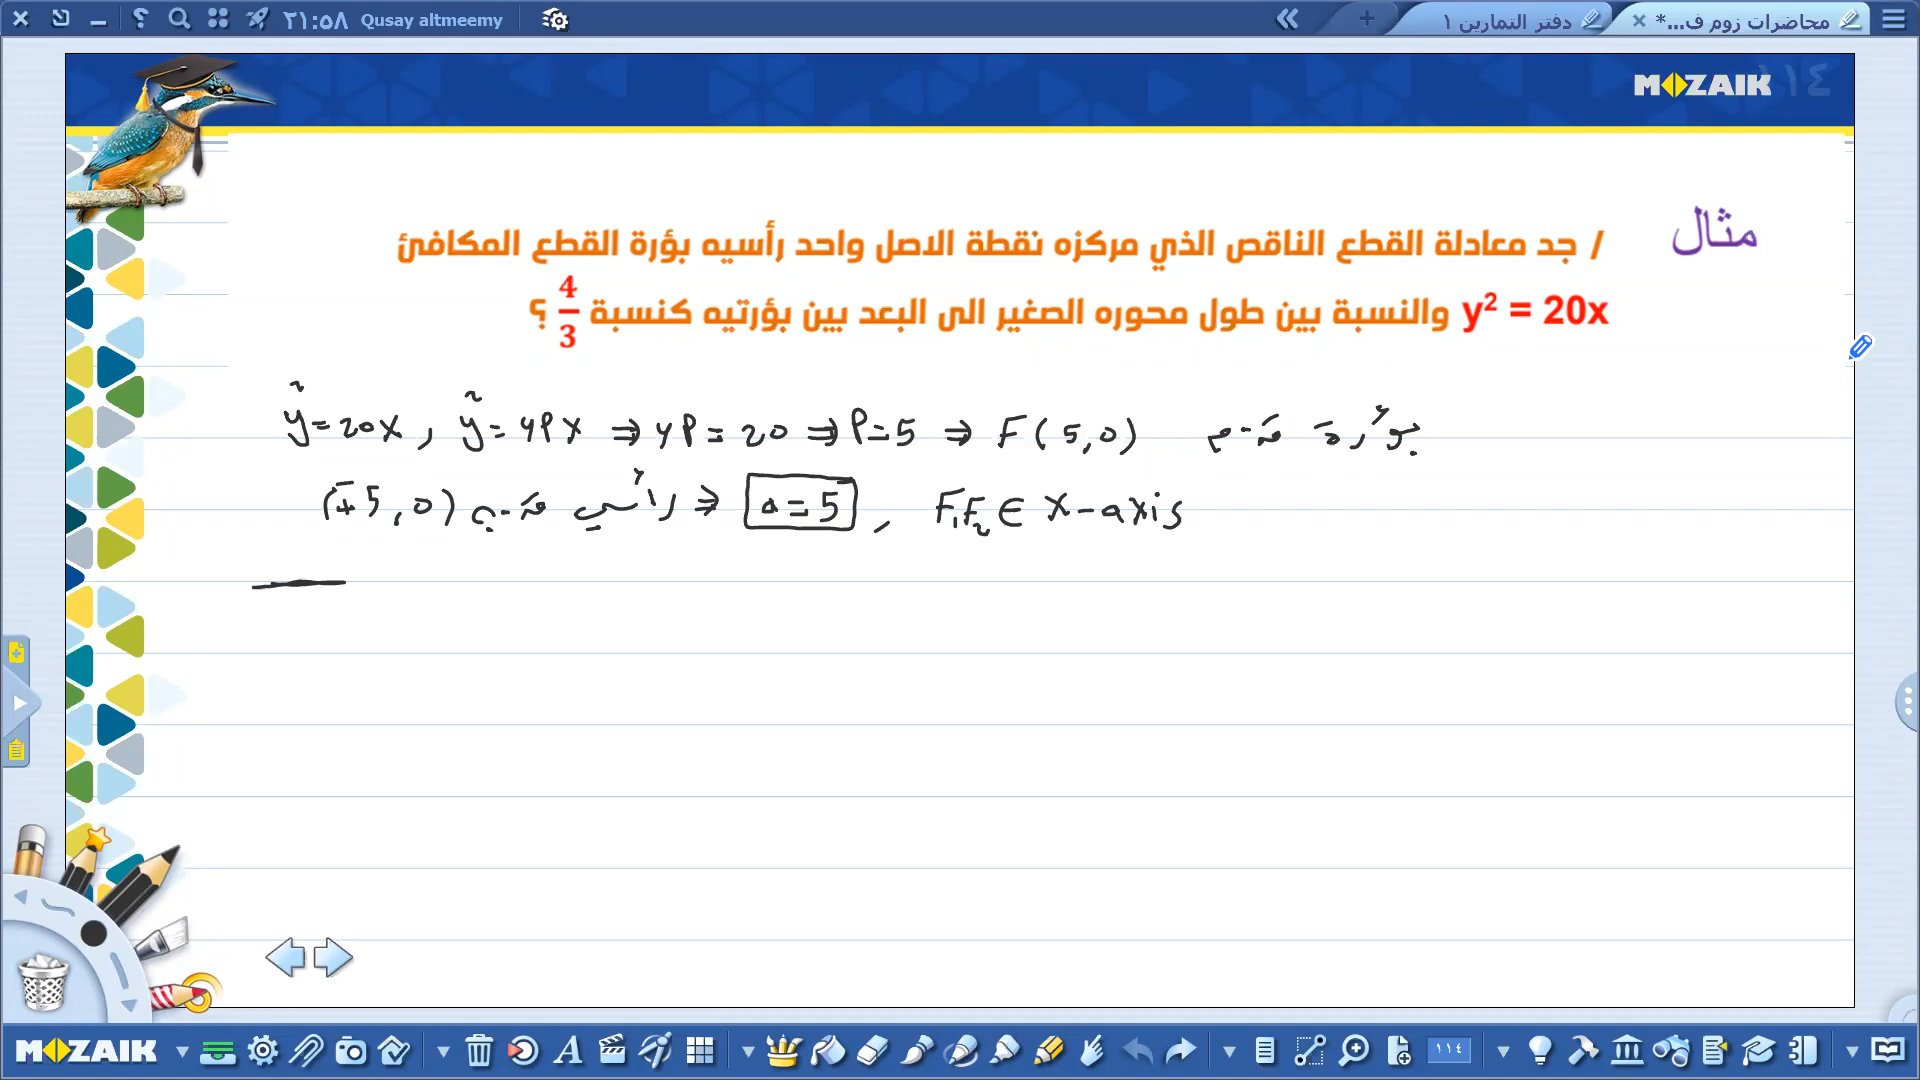 ٢١:٥٨ Qusay altmeemy
دفتر التمارين ١
محاضرات زوم ف...*
MOZAIK ١١٤
مثال
/ جد معادلة القطع الناقص الذي مركزه نقطة الاصل واحد رأسيه بؤرة القطع المكافئ
y² = 20x والنسبة بين طول محوره الصغير الى البعد بين بؤرتيه كنسبة 4/3 ؟
y² = 20x , y² = 4Px ⇒ 4P = 20 ⇒ P = 5 ⇒ F(5,0) بؤرة ق.م
(±5,0) رأسي ق.ن ⇒ a = 5 , F₁F₂ ∈ X-axis
MOZAIK
١١٤